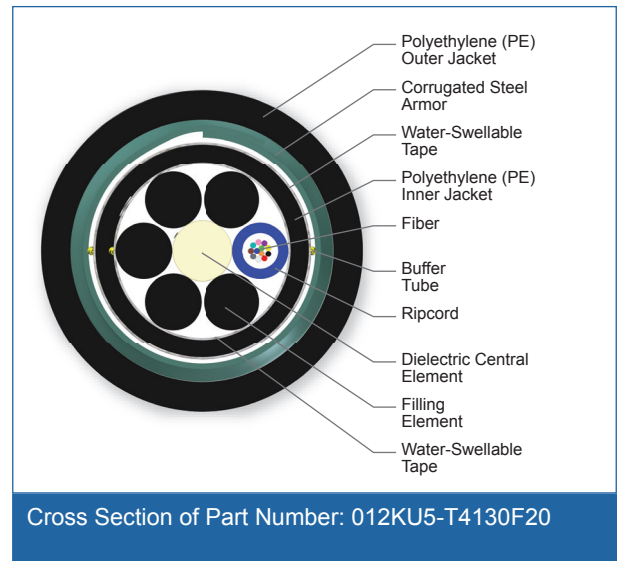 Polyethylene (PE)
Outer Jacket
Corrugated Steel
Armor
Water-Swellable
Tape
Polyethylene (PE)
Inner Jacket
Fiber
Buffer
Tube
Ripcord
Dielectric Central
Element
Filling
Element
Water-Swellable
Tape
Cross Section of Part Number: 012KU5-T4130F20